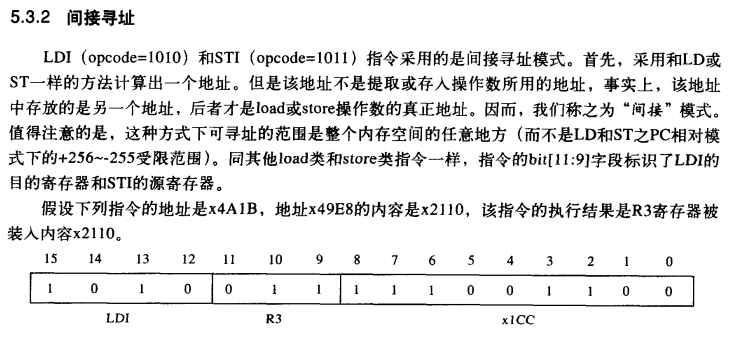 5.3.2 间接寻址
LDI（opcode=1010）和STI（opcode=1011）指令采用的是间接寻址模式。首先，采用和LD或
ST一样的方法计算出一个地址。但是该地址不是提取或存入操作数所用的地址，事实上，该地址
中存放的是另一个地址，后者才是load或store操作数的真正地址。因而，我们称之为“间接”模式。
值得注意的是，这种方式下可寻址的范围是整个内存空间的任意地方（而不是LD和ST之PC相对模
式下的+256~-255受限范围）。同其他load类和store类指令一样，指令的bit[11:9]字段标识了LDI的
目的寄存器和STI的源寄存器。
假设下列指令的地址是x4A1B，地址x49E8的内容是x2110，该指令的执行结果是R3寄存器被
装入内容x2110。
15 14 13 12 11 10 9 8 7 6 5 4 3 2 1 0
1 0 1 0 0 1 1 1 1 1 0 0 1 1 0 0
LDI R3 x1CC